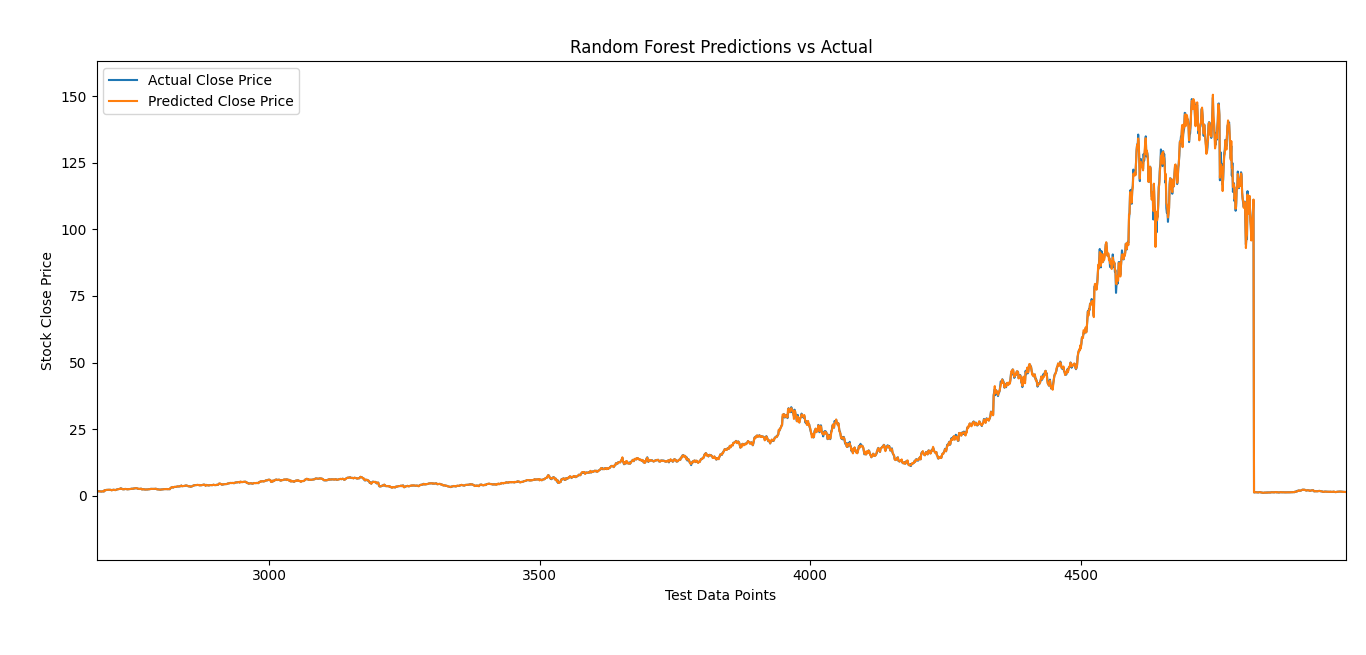 Random Forest Predictions vs Actual
Actual Close Price
Predicted Close Price
150
125
100
75
50
25
0
Stock Close Price
3000 3500 4000 4500
Test Data Points